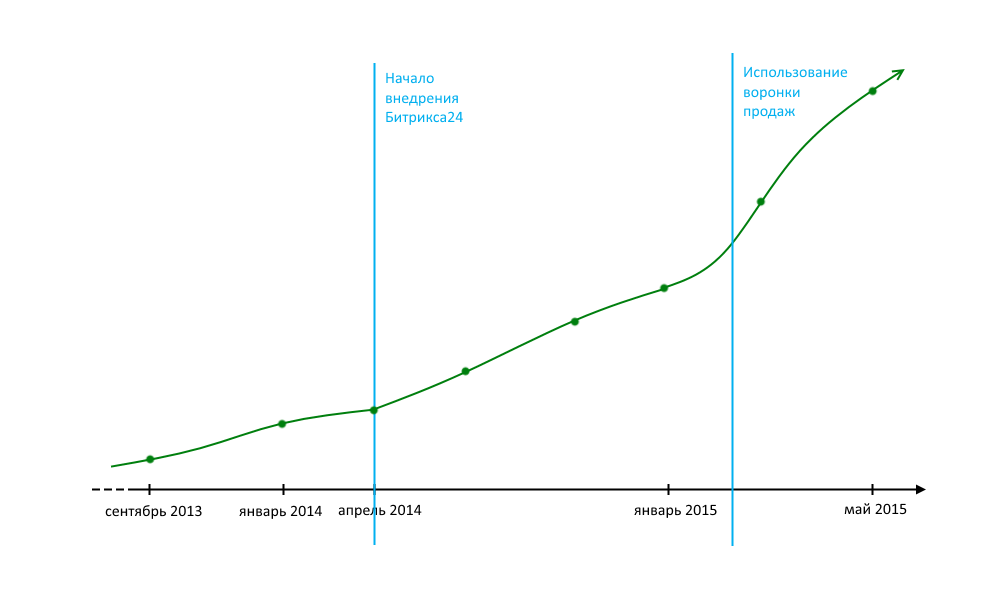 Начало
внедрения
Битрикса24
Использование
воронки
продаж
сентябрь 2013
январь 2014
апрель 2014
январь 2015
май 2015